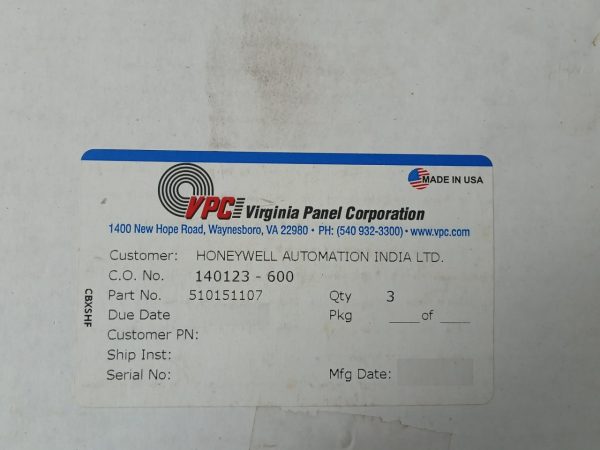 MADE IN USA
VPC Virginia Panel Corporation
1400 New Hope Road, Waynesboro, VA 22980 • PH: (540 932-3300) • www.vpc.com
Customer: HONEYWELL AUTOMATION INDIA LTD.
C.O. No. 140123 - 600
Part No. 510151107 Qty 3
Due Date Pkg ____ of ____
Customer PN:
Ship Inst:
Serial No: Mfg Date:
CBXSHF